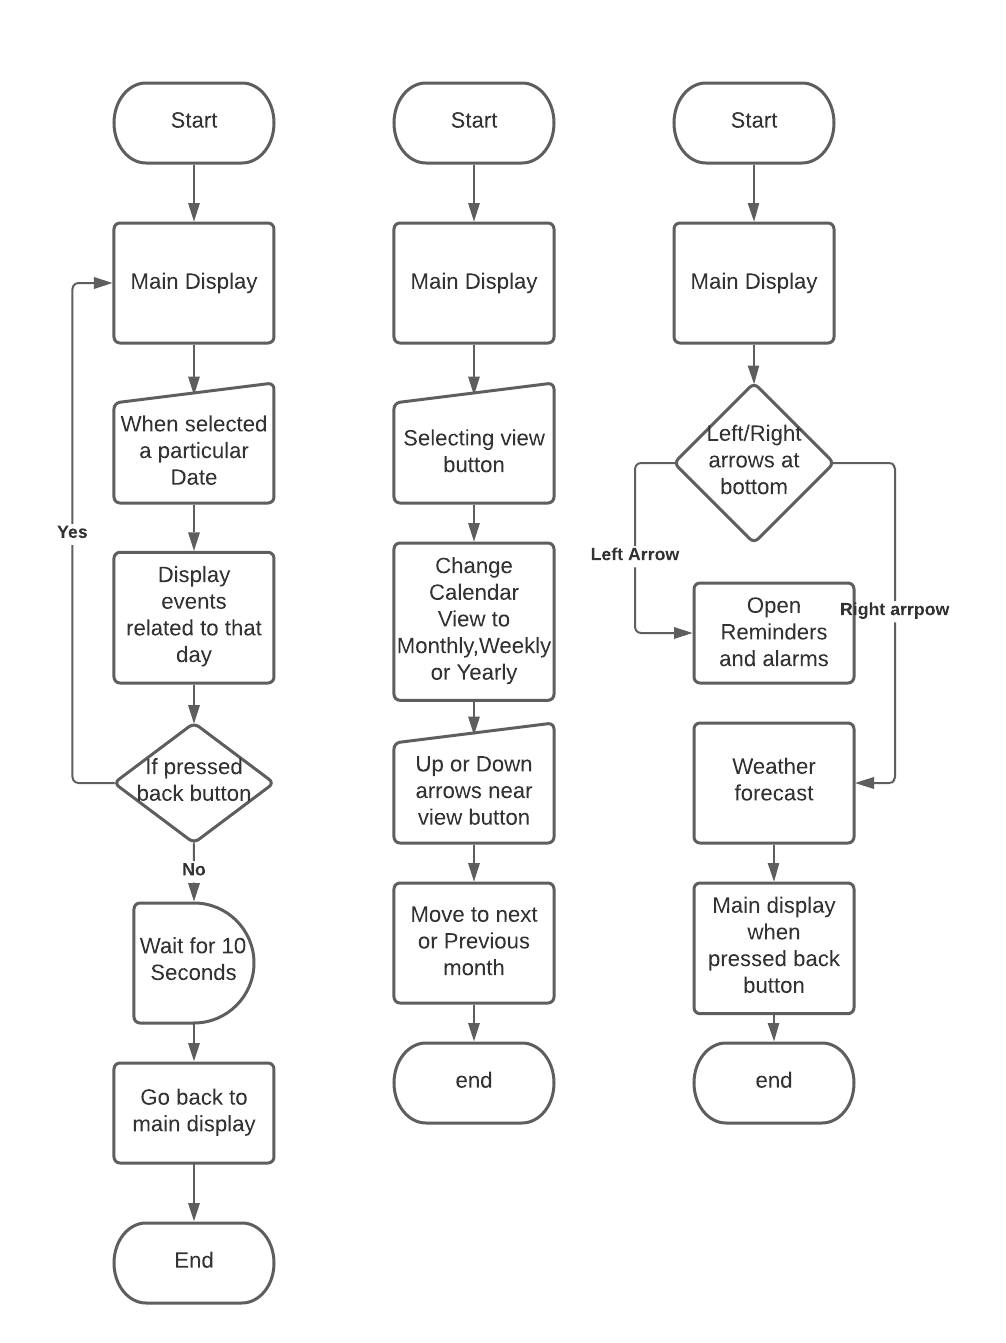 Start
Main Display
When selected
a particular
Date
Yes
Display
events
related to that
day
If pressed
back button
No
Wait for 10
Seconds
Go back to
main display
End
Start
Main Display
Selecting view
button
Change
Calendar
View to
Monthly,Weekly
or Yearly
Up or Down
arrows near
view button
Move to next
or Previous
month
end
Start
Main Display
Left/Right
arrows at
bottom
Left Arrow
Right arrpow
Open
Reminders
and alarms
Weather
forecast
Main display
when
pressed back
button
end